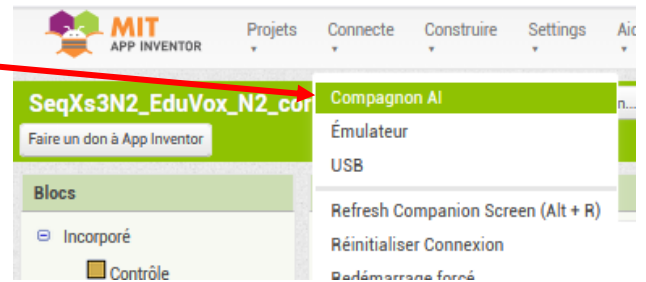 MIT
APP INVENTOR
Projets Connecte Construire Settings
SeqXs3N2_EduVox_N2_cor
Compagnon AI
n...
Faire un don à App Inventor
Émulateur
USB
Blocs
Refresh Companion Screen (Alt + R)
Incorporé
Réinitialiser Connexion
Contrôle
Redémarrage forcé